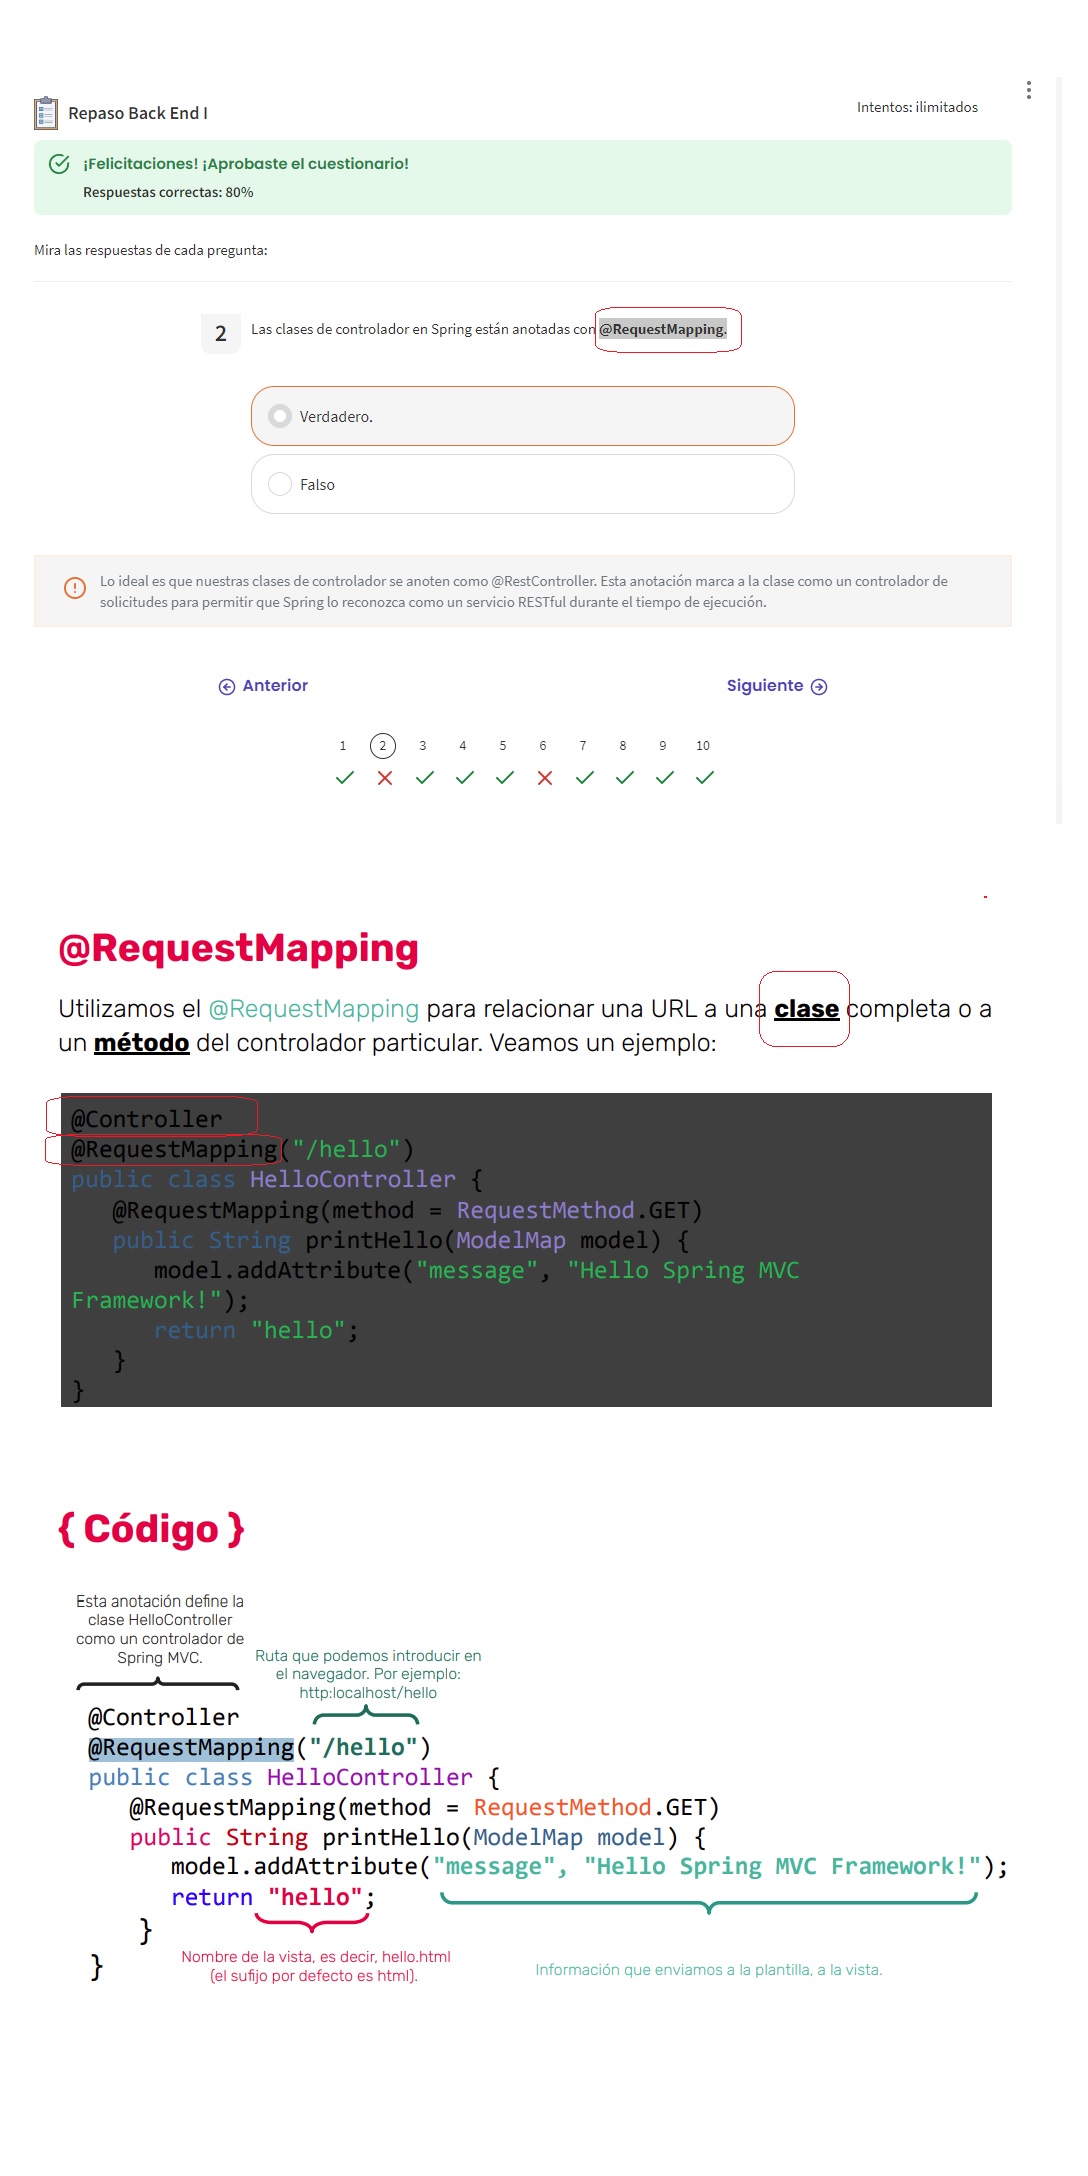 Repaso Back End I
Intentos: ilimitados
¡Felicitaciones! ¡Aprobaste el cuestionario!
Respuestas correctas: 80%
Mira las respuestas de cada pregunta:
2
Las clases de controlador en Spring están anotadas con @RequestMapping.
Verdadero.
Falso
Lo ideal es que nuestras clases de controlador se anoten como @RestController. Esta anotación marca a la clase como un controlador de
solicitudes para permitir que Spring lo reconozca como un servicio RESTful durante el tiempo de ejecución.
Anterior
Siguiente
1 2 3 4 5 6 7 8 9 10
@RequestMapping
Utilizamos el @RequestMapping para relacionar una URL a una clase completa o a
un método del controlador particular. Veamos un ejemplo:
@Controller
@RequestMapping("/hello")
public class HelloController {
@RequestMapping(method = RequestMethod.GET)
public String printHello(ModelMap model) {
model.addAttribute("message", "Hello Spring MVC
Framework!");
return "hello";
}
}
{ Código }
Esta anotación define la
clase HelloController
como un controlador de
Spring MVC.
Ruta que podemos introducir en
el navegador. Por ejemplo:
http:localhost/hello
@Controller
@RequestMapping("/hello")
public class HelloController {
@RequestMapping(method = RequestMethod.GET)
public String printHello(ModelMap model) {
model.addAttribute("message", "Hello Spring MVC Framework!");
return "hello";
}
}
Nombre de la vista, es decir, hello.html
(el sufijo por defecto es html).
Información que enviamos a la plantilla, a la vista.